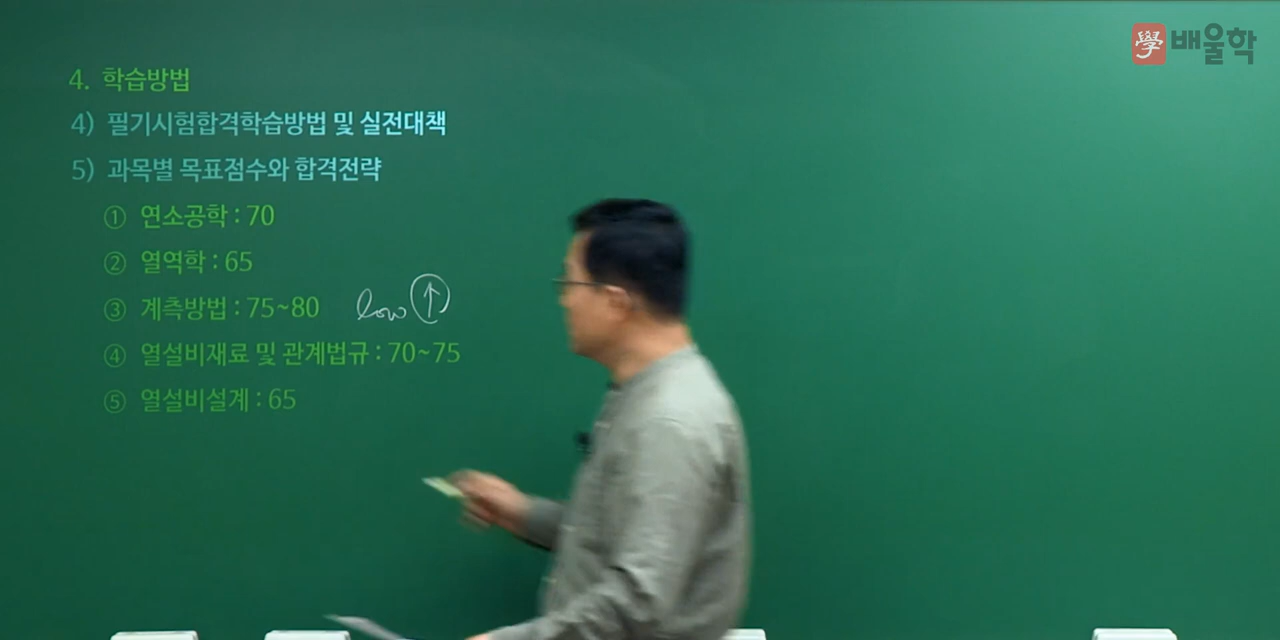 學 배울학
4. 학습방법
4) 필기시험합격학습방법 및 실전대책
5) 과목별 목표점수와 합격전략
① 연소공학 : 70
② 열역학 : 65
③ 계측방법 : 75~80 low ↑
④ 열설비재료 및 관계법규 : 70~75
⑤ 열설비설계 : 65